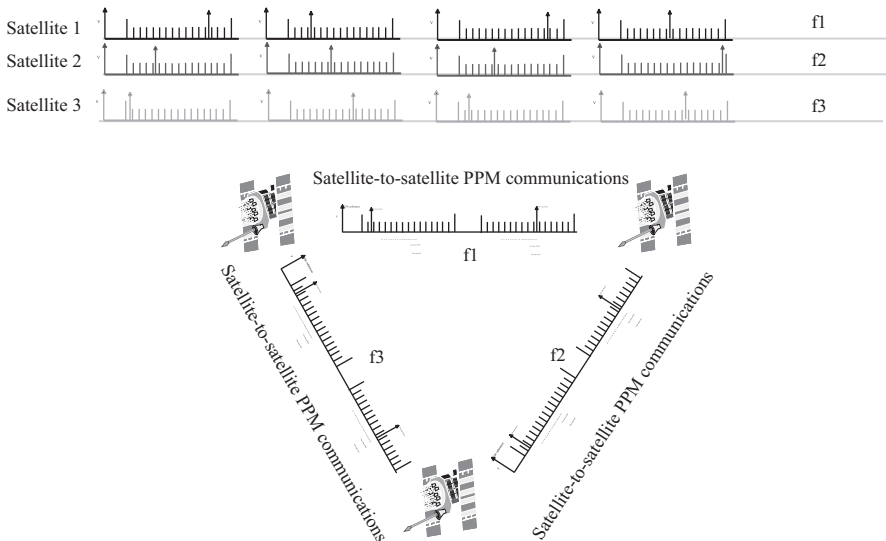 Satellite 1
f1
Satellite 2
f2
Satellite 3
f3
Satellite-to-satellite PPM communications
f1
Satellite-to-satellite PPM communications
f3
f2
Satellite-to-satellite PPM communications